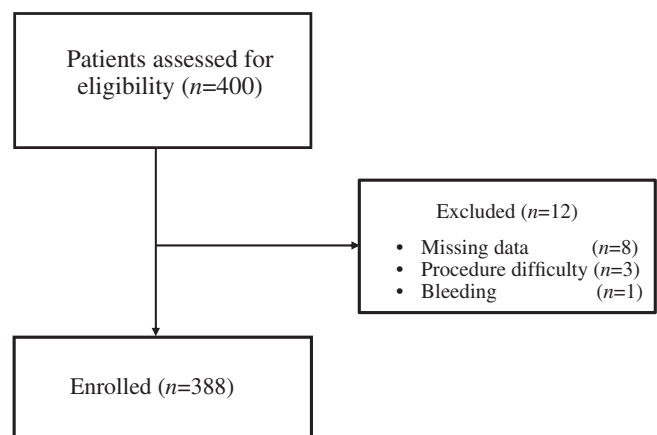 Patients assessed for
eligibility (n=400)
Excluded (n=12)
• Missing data (n=8)
• Procedure difficulty (n=3)
• Bleeding (n=1)
Enrolled (n=388)